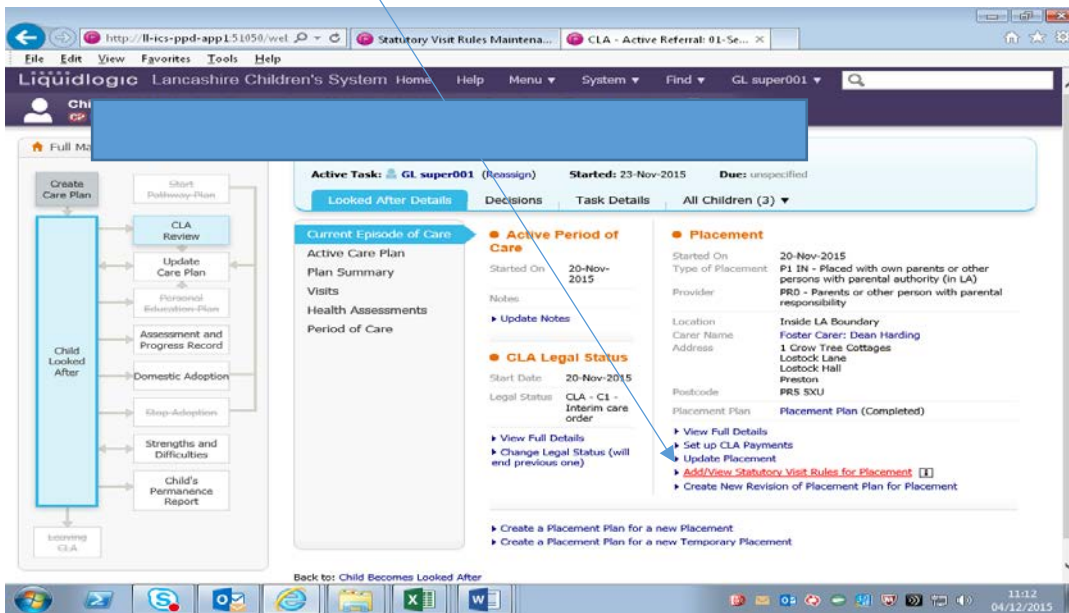 http://ll-ics-ppd-app1:51050/wel
Statutory Visit Rules Maintena...
CLA - Active Referral: 01-Se...
File Edit View Favorites Tools Help
Liquidlogic Lancashire Children's System Home Help Menu System Find GL super001
Chi
CP
Full Ma
Active Task: GL super001 (Reassign) Started: 23-Nov-2015 Due: unspecified
Looked After Details Decisions Task Details All Children (3)
Create
Care Plan
Start
Pathway Plan
CLA
Review
Update
Care Plan
Personal
Education Plan
Assessment and
Progress Record
Child
Looked
After
Domestic Adoption
Stop Adoption
Strengths and
Difficulties
Child's
Permanence
Report
Leaving
CLA
Current Episode of Care
Active Care Plan
Plan Summary
Visits
Health Assessments
Period of Care
Active Period of
Care
Started On 20-Nov-
2015
Notes
Update Notes
CLA Legal Status
Start Date 20-Nov-2015
Legal Status CLA - C1 -
Interim care
order
View Full Details
Change Legal Status (will
end previous one)
Placement
Started On 20-Nov-2015
Type of Placement P1 IN - Placed with own parents or other
persons with parental authority (in LA)
Provider PR0 - Parents or other person with parental
responsibility
Location Inside LA Boundary
Carer Name Foster Carer: Dean Harding
Address 1 Crow Tree Cottages
Lostock Lane
Lostock Hall
Preston
Postcode PR5 5XU
Placement Plan Placement Plan (Completed)
View Full Details
Set up CLA Payments
Update Placement
Add/View Statutory Visit Rules for Placement
Create New Revision of Placement Plan for Placement
Create a Placement Plan for a new Placement
Create a Placement Plan for a new Temporary Placement
Back to: Child Becomes Looked After
11:12
04/12/2015